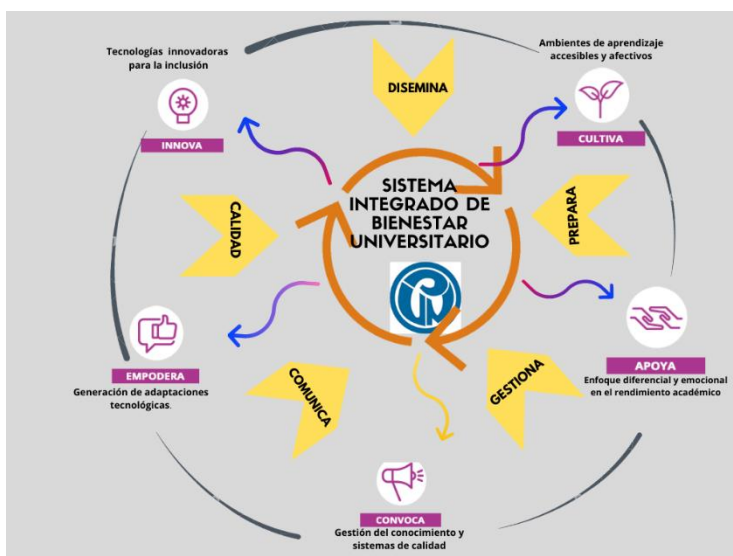 Tecnologías innovadoras
para la inclusión
INNOVA
DISEMINA
Ambientes de aprendizaje
accesibles y afectivos
CULTIVA
CALIDAD
SISTEMA
INTEGRADO DE
BIENESTAR
UNIVERSITARIO
PREPARA
EMPODERA
Generación de adaptaciones
tecnológicas.
COMUNICA
GESTIONA
APOYA
Enfoque diferencial y emocional
en el rendimiento académico
CONVOCA
Gestión del conocimiento y
sistemas de calidad